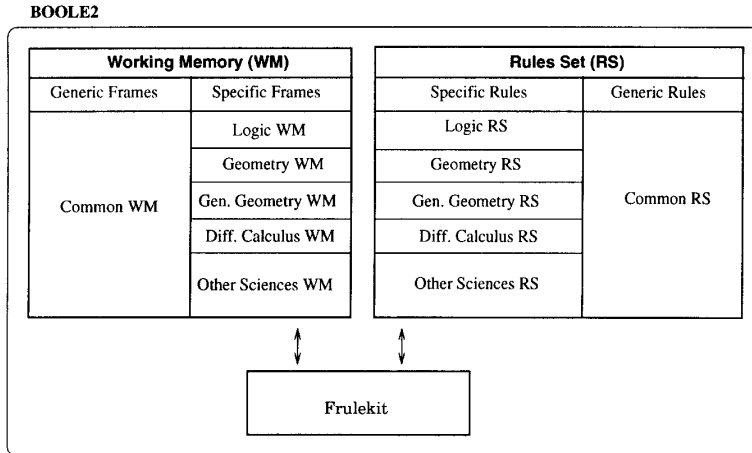 BOOLE2
Working Memory (WM)
Generic Frames
Specific Frames
Common WM
Logic WM
Geometry WM
Gen. Geometry WM
Diff. Calculus WM
Other Sciences WM
Rules Set (RS)
Specific Rules
Generic Rules
Logic RS
Geometry RS
Gen. Geometry RS
Diff. Calculus RS
Other Sciences RS
Common RS
Frulekit